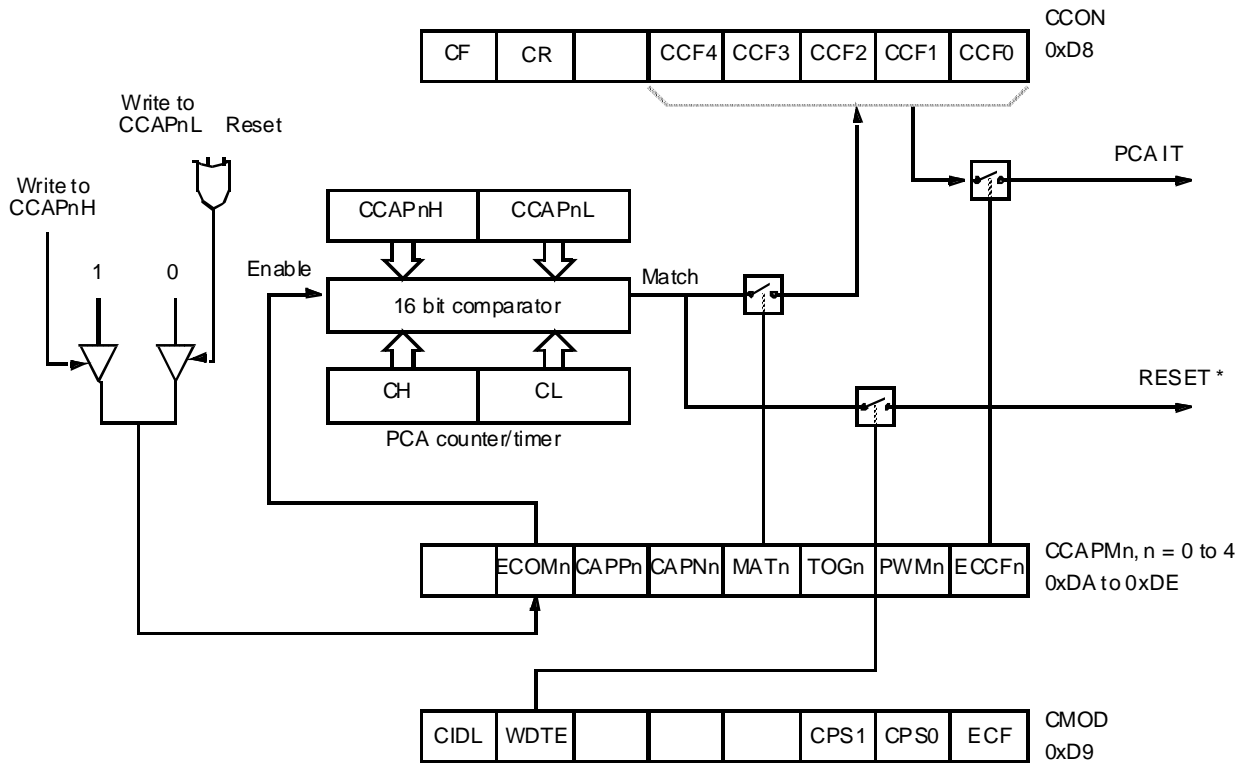 CCON
0xD8
CF CR CCF4 CCF3 CCF2 CCF1 CCF0
Write to
CCAPnL Reset
Write to
CCAPnH
PCA IT
CCAPnH CCAPnL
1 0
Enable
Match
16 bit comparator
RESET *
CH CL
PCA counter/timer
ECOMn CAPPn CAPNn MATn TOGn PWMn ECCFn
CCAPMn, n = 0 to 4
0xDA to 0xDE
CIDL WDTE CPS1 CPS0 ECF
CMOD
0xD9